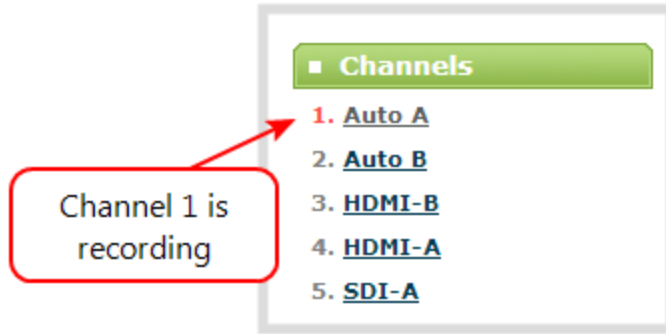 Channels
1. Auto A
2. Auto B
3. HDMI-B
4. HDMI-A
5. SDI-A
Channel 1 is
recording